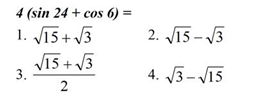 4 (sin 24 + cos 6) =
1. √15 + √3
2. √15 – √3
3. (√15 + √3)/2
4. √3 – √15